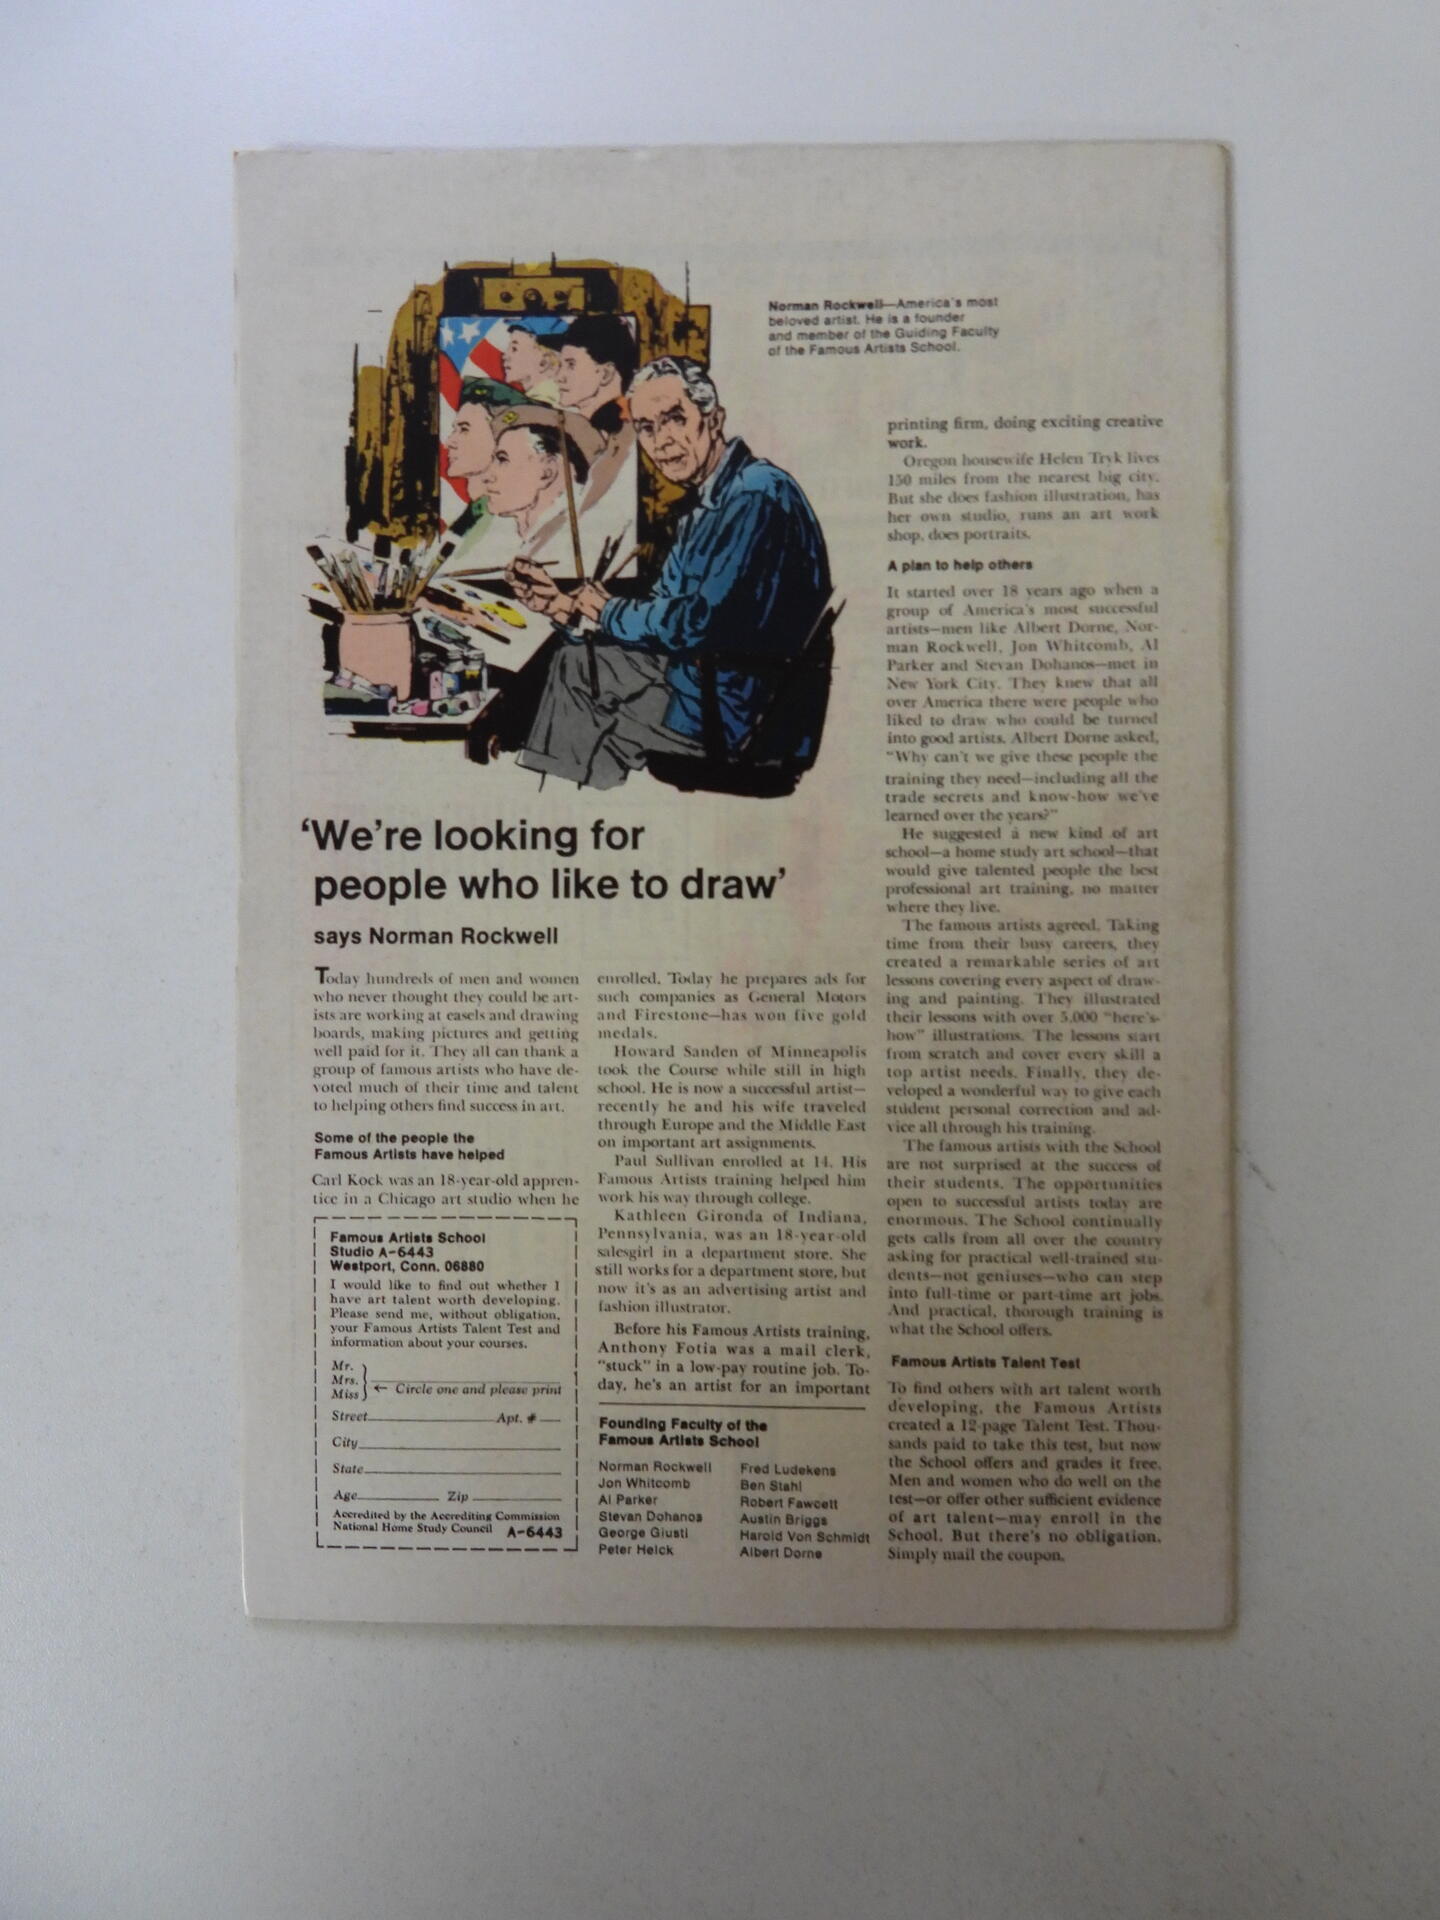 Norman Rockwell—America's most
beloved artist. He is a founder
and member of the Guiding Faculty
of the Famous Artists School.
'We're looking for
people who like to draw'
says Norman Rockwell
Today hundreds of men and women
who never thought they could be art-
ists are working at easels and drawing
boards, making pictures and getting
well paid for it. They all can thank a
group of famous artists who have de-
voted much of their time and talent
to helping others find success in art.
Some of the people the
Famous Artists have helped
Carl Kock was an 18-year-old appren-
tice in a Chicago art studio when he
enrolled. Today he prepares ads for
such companies as General Motors
and Firestone—has won five gold
medals.
Howard Sanden of Minneapolis
took the Course while still in high
school. He is now a successful artist—
recently he and his wife traveled
through Europe and the Middle East
on important art assignments.
Paul Sullivan enrolled at 14. His
Famous Artists training helped him
work his way through college.
Kathleen Gironda of Indiana,
Pennsylvania, was an 18-year-old
salesgirl in a department store. She
still works for a department store, but
now it's as an advertising artist and
fashion illustrator.
Before his Famous Artists training,
Anthony Fotia was a mail clerk,
"stuck" in a low-pay routine job. To-
day, he's an artist for an important
printing firm, doing exciting creative
work.
Oregon housewife Helen Tryk lives
150 miles from the nearest big city.
But she does fashion illustration, has
her own studio, runs an art work
shop, does portraits.
A plan to help others
It started over 18 years ago when a
group of America's most successful
artists—men like Albert Dorne, Nor-
man Rockwell, Jon Whitcomb, Al
Parker and Stevan Dohanos—met in
New York City. They knew that all
over America there were people who
liked to draw who could be turned
into good artists. Albert Dorne asked,
"Why can't we give these people the
training they need—including all the
trade secrets and know-how we've
learned over the years?"
He suggested a new kind of art
school—a home study art school—that
would give talented people the best
professional art training, no matter
where they live.
The famous artists agreed. Taking
time from their busy careers, they
created a remarkable series of art
lessons covering every aspect of draw-
ing and painting. They illustrated
their lessons with over 5,000 "here's-
how" illustrations. The lessons start
from scratch and cover every skill a
top artist needs. Finally, they de-
veloped a wonderful way to give each
student personal correction and ad-
vice all through his training.
The famous artists with the School
are not surprised at the success of
their students. The opportunities
open to successful artists today are
enormous. The School continually
gets calls from all over the country
asking for practical well-trained stu-
dents—not geniuses—who can step
into full-time or part-time art jobs.
And practical, thorough training is
what the School offers.
Famous Artists Talent Test
To find others with art talent worth
developing, the Famous Artists
created a 12-page Talent Test. Thou-
sands paid to take this test, but now
the School offers and grades it free.
Men and women who do well on the
test—or offer other sufficient evidence
of art talent—may enroll in the
School. But there's no obligation.
Simply mail the coupon.
Famous Artists School
Studio A-6443
Westport, Conn. 06880
I would like to find out whether I
have art talent worth developing.
Please send me, without obligation,
your Famous Artists Talent Test and
information about your courses.
Mr.
Mrs.
Miss
← Circle one and please print
Street Apt. #
City
State
Age Zip
Accredited by the Accrediting Commission
National Home Study Council A-6443
Founding Faculty of the
Famous Artists School
Norman Rockwell
Jon Whitcomb
Al Parker
Stevan Dohanos
George Giusti
Peter Helck
Fred Ludekens
Ben Stahl
Robert Fawcett
Austin Briggs
Harold Von Schmidt
Albert Dorne